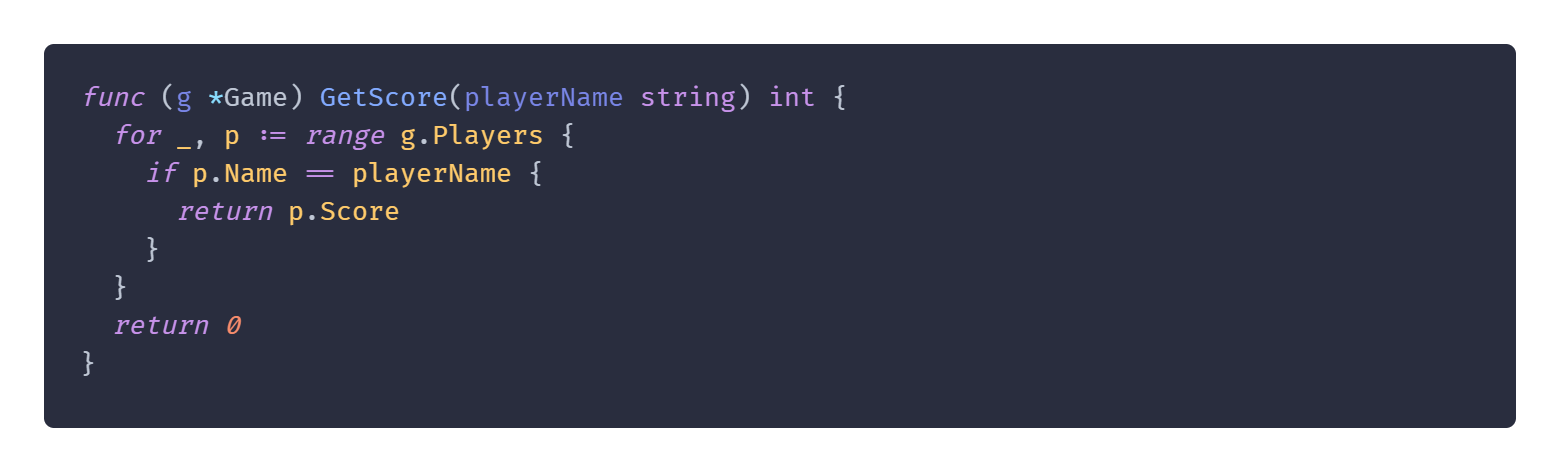 func (g *Game) GetScore(playerName string) int {
  for _, p := range g.Players {
    if p.Name == playerName {
      return p.Score
    }
  }
  return 0
}